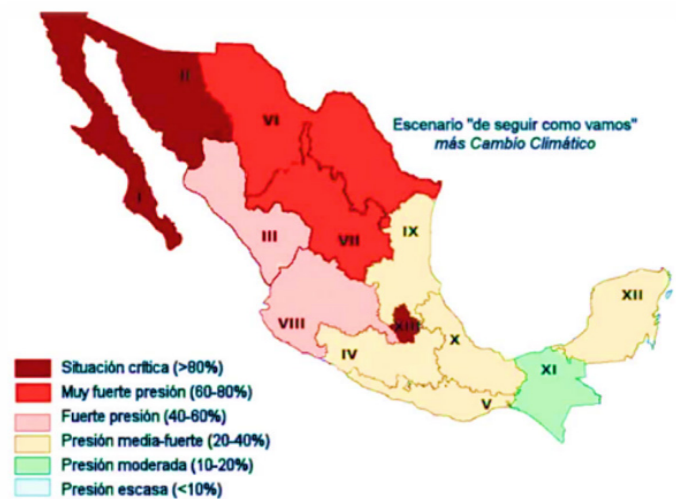 II
VI
Escenario "de seguir como vamos"
más Cambío Climático
I
III
VII
IX
XII
VIII
XIII
IV
X
XI
V
Situación crítica (>80%)
Muy fuerte presión (60-80%)
Fuerte presión (40-60%)
Presión media-fuerte (20-40%)
Presión moderada (10-20%)
Presión escasa (<10%)